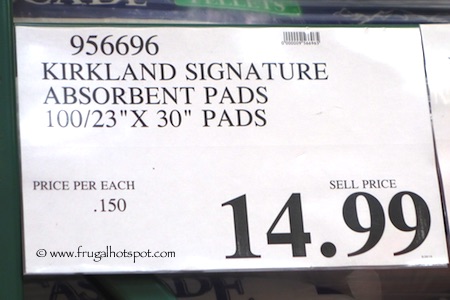 956696
KIRKLAND SIGNATURE
ABSORBENT PADS
100/23"X 30" PADS
PRICE PER EACH
.150
SELL PRICE
14.99
© www.frugalhotspot.com